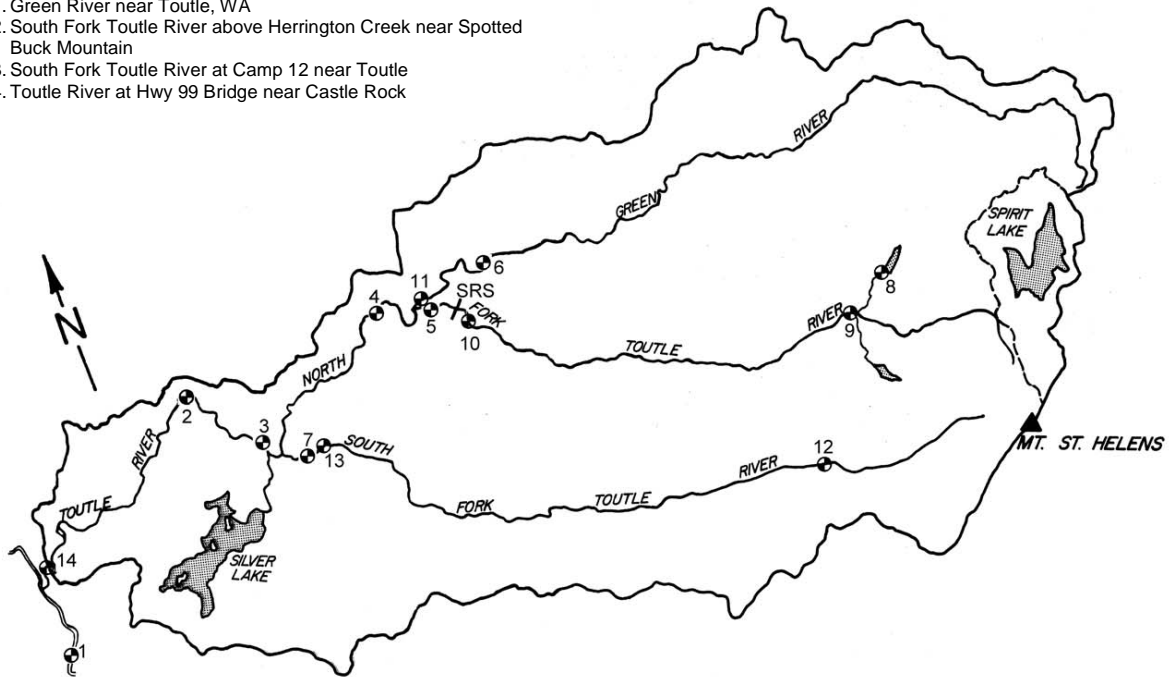 . Green River near Toutle, WA
2. South Fork Toutle River above Herrington Creek near Spotted
Buck Mountain
3. South Fork Toutle River at Camp 12 near Toutle
4. Toutle River at Hwy 99 Bridge near Castle Rock
RIVER
GREEN
SPIRIT
LAKE
6
8
11
SRS
4
5
FORK
10
RIVER
9
N
TOUTLE
NORTH
2
3
7
13
SOUTH
12
MT. ST. HELENS
RIVER
RIVER
TOUTLE
FORK
TOUTLE
SILVER
LAKE
14
1